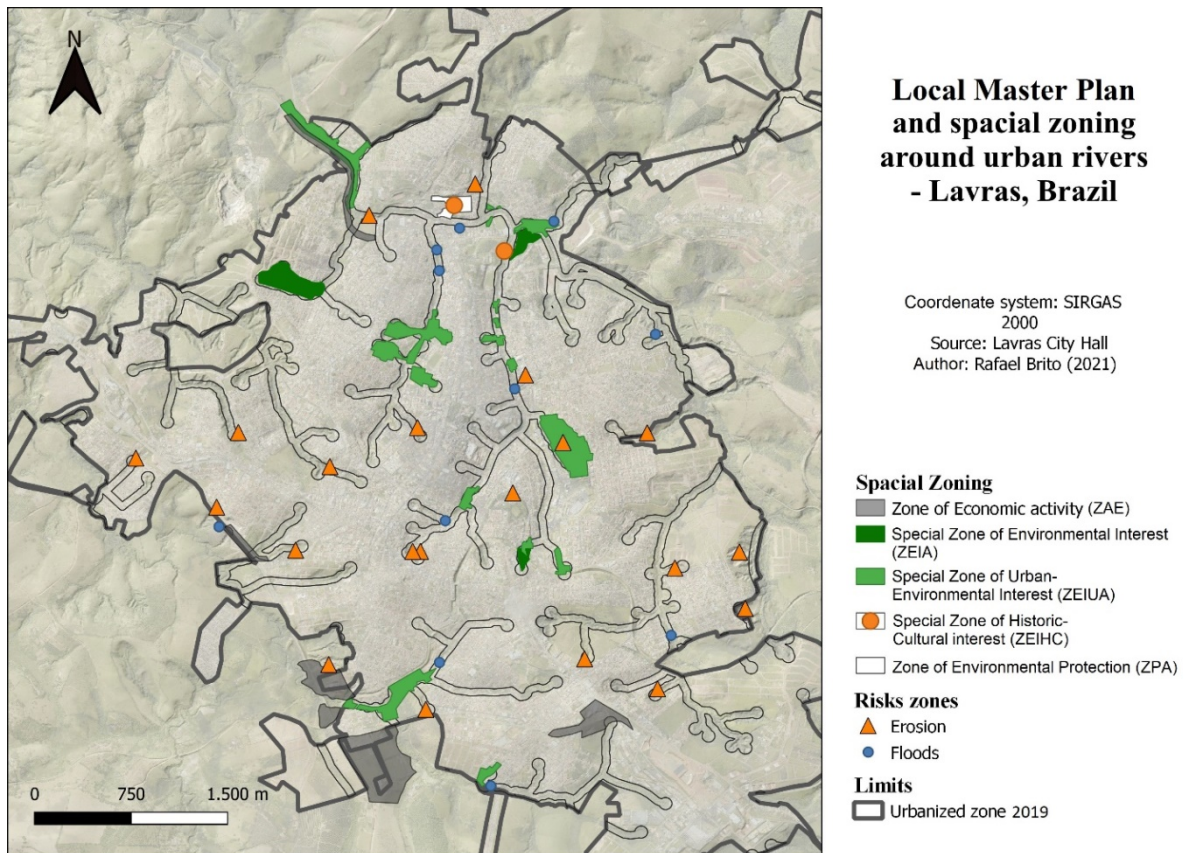 N
0 750 1.500 m
Local Master Plan
and spacial zoning
around urban rivers
- Lavras, Brazil
Coordenate system: SIRGAS
2000
Source: Lavras City Hall
Author: Rafael Brito (2021)
Spacial Zoning
Zone of Economic activity (ZAE)
Special Zone of Environmental Interest
(ZEIA)
Special Zone of Urban-
Environmental Interest (ZEIUA)
Special Zone of Historic-
Cultural interest (ZEIHC)
Zone of Environmental Protection (ZPA)
Risks zones
Erosion
Floods
Limits
Urbanized zone 2019